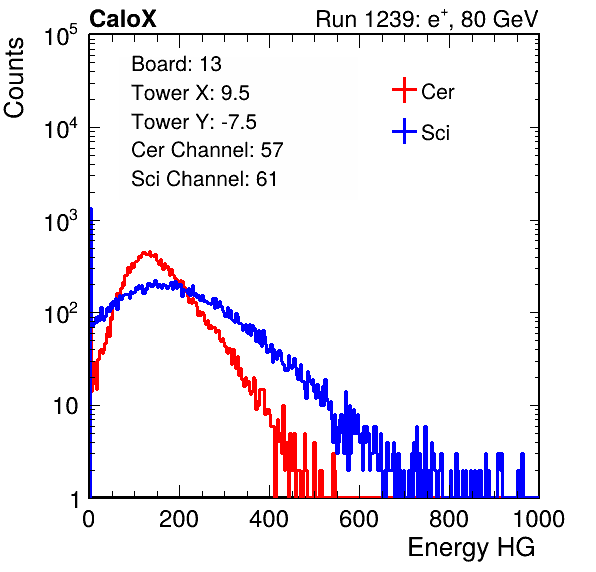 CaloX Run 1239: e⁺, 80 GeV
Counts
10⁵
10⁴
10³
10²
10
1
Board: 13
Tower X: 9.5
Tower Y: -7.5
Cer Channel: 57
Sci Channel: 61
Cer
Sci
0 200 400 600 800 1000
Energy HG